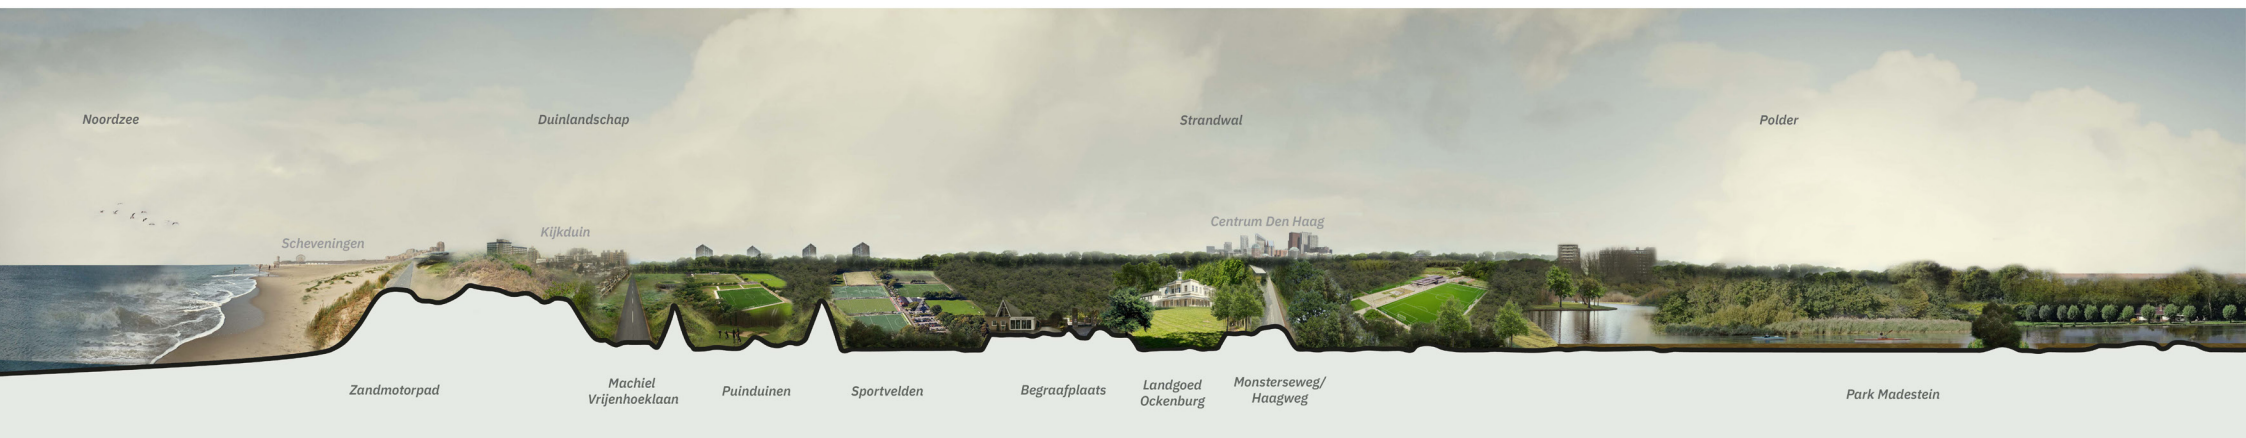 Noordzee
Duinlandschap
Strandwal
Polder
Scheveningen
Kijkduin
Centrum Den Haag
Zandmotorpad
Machiel
Vrijenhoeklaan
Puinduinen
Sportvelden
Begraafplaats
Landgoed
Ockenburg
Monsterseweg/
Haagweg
Park Madestein